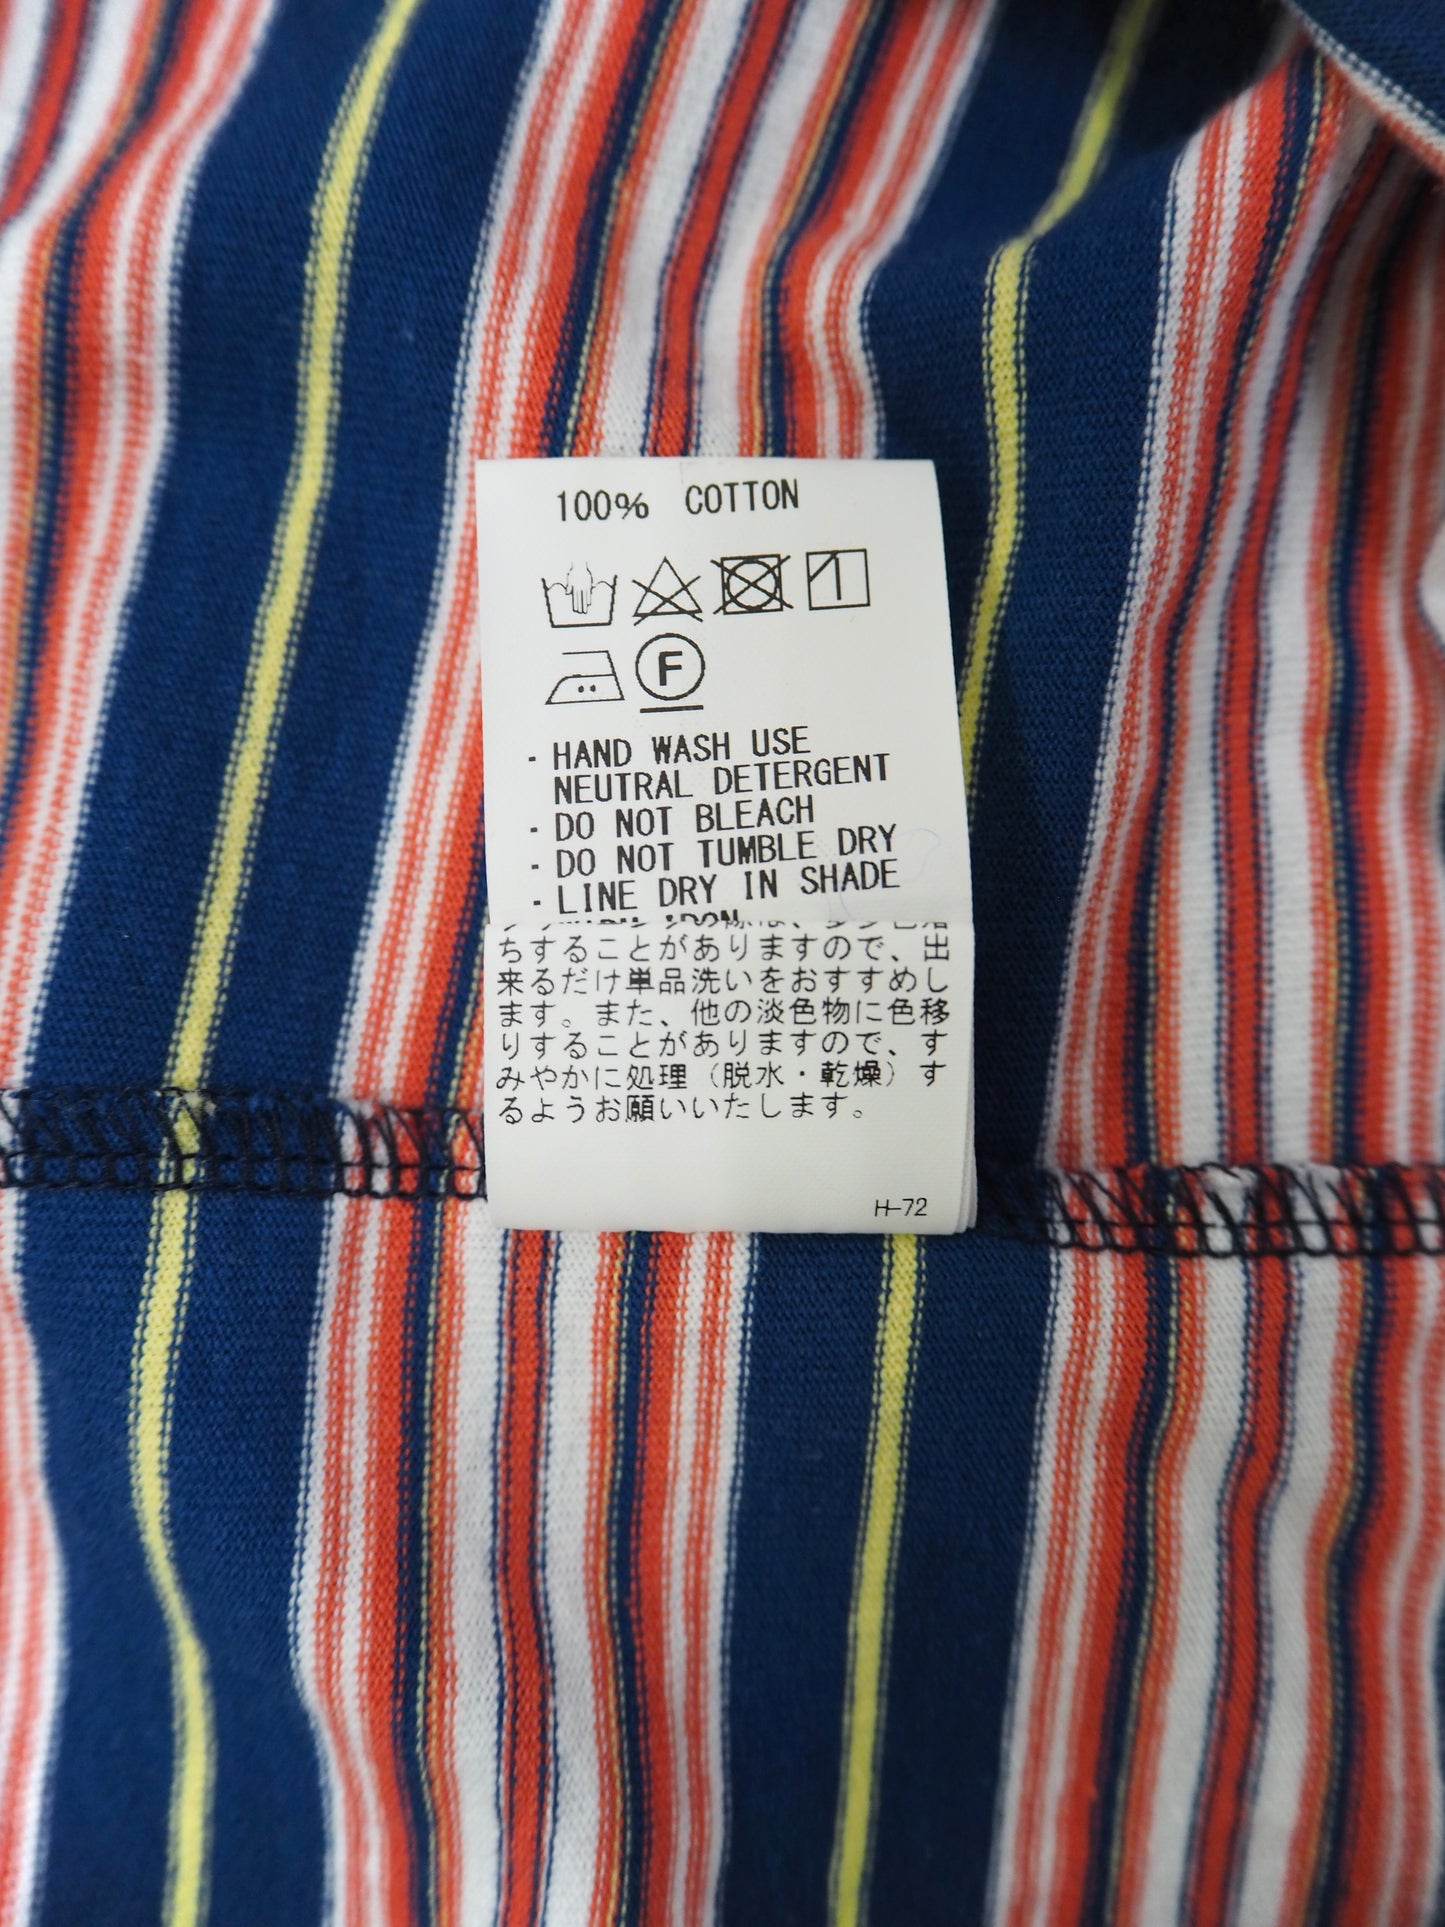 100% COTTON
F
- HAND WASH USE
NEUTRAL DETERGENT
- DO NOT BLEACH
- DO NOT TUMBLE DRY
- LINE DRY IN SHADE
ちすることがありますので、出
来るだけ単品洗いをおすすめし
ます。また、他の淡色物に色移
りすることがありますので、す
みやかに処理（脱水・乾燥）す
るようお願いいたします。
H-72